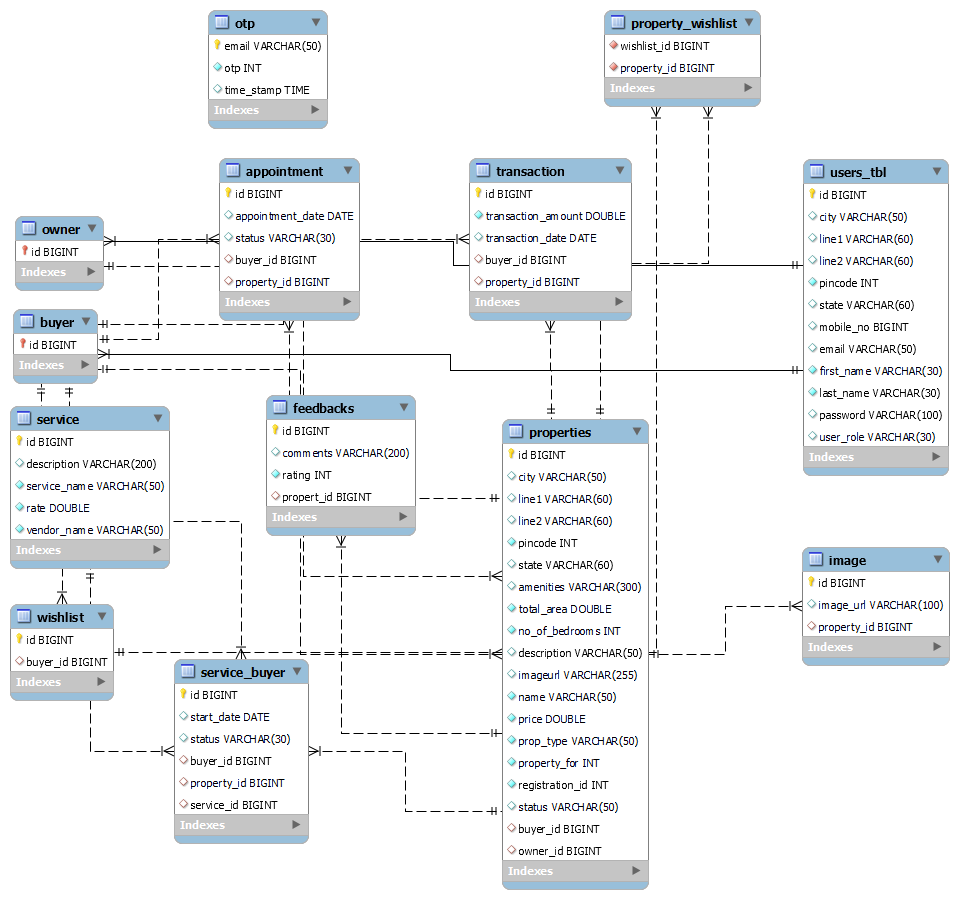 otp
email VARCHAR(50)
otp INT
time_stamp TIME
Indexes
property_wishlist
wishlist_id BIGINT
property_id BIGINT
Indexes
appointment
id BIGINT
appointment_date DATE
status VARCHAR(30)
buyer_id BIGINT
property_id BIGINT
Indexes
transaction
id BIGINT
transaction_amount DOUBLE
transaction_date DATE
buyer_id BIGINT
property_id BIGINT
Indexes
users_tbl
id BIGINT
city VARCHAR(50)
line1 VARCHAR(60)
line2 VARCHAR(60)
pincode INT
state VARCHAR(60)
mobile_no BIGINT
email VARCHAR(50)
first_name VARCHAR(30)
last_name VARCHAR(30)
password VARCHAR(100)
user_role VARCHAR(30)
Indexes
owner
id BIGINT
Indexes
buyer
id BIGINT
Indexes
service
id BIGINT
description VARCHAR(200)
service_name VARCHAR(50)
rate DOUBLE
vendor_name VARCHAR(50)
Indexes
feedbacks
id BIGINT
comments VARCHAR(200)
rating INT
propert_id BIGINT
Indexes
properties
id BIGINT
city VARCHAR(50)
line1 VARCHAR(60)
line2 VARCHAR(60)
pincode INT
state VARCHAR(60)
amenities VARCHAR(300)
total_area DOUBLE
no_of_bedrooms INT
description VARCHAR(50)
imageurl VARCHAR(255)
name VARCHAR(50)
price DOUBLE
prop_type VARCHAR(50)
property_for INT
registration_id INT
status VARCHAR(50)
buyer_id BIGINT
owner_id BIGINT
Indexes
image
id BIGINT
image_url VARCHAR(100)
property_id BIGINT
Indexes
wishlist
id BIGINT
buyer_id BIGINT
Indexes
service_buyer
id BIGINT
start_date DATE
status VARCHAR(30)
buyer_id BIGINT
property_id BIGINT
service_id BIGINT
Indexes